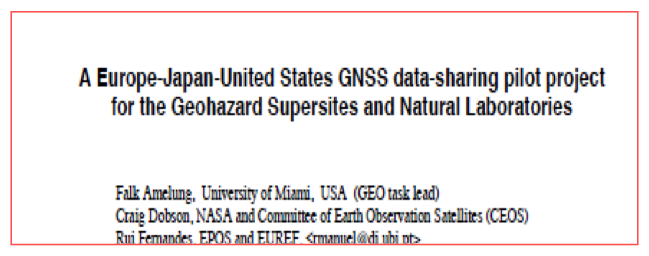 A Europe-Japan-United States GNSS data-sharing pilot project
for the Geohazard Supersites and Natural Laboratories
Falk Amelung, University of Miami, USA (GEO task lead)
Craig Dobson, NASA and Committee of Earth Observation Satellites (CEOS)
Rui Fernandes, EPOS and EUREF, <rmanuel@di.ubi.pt>